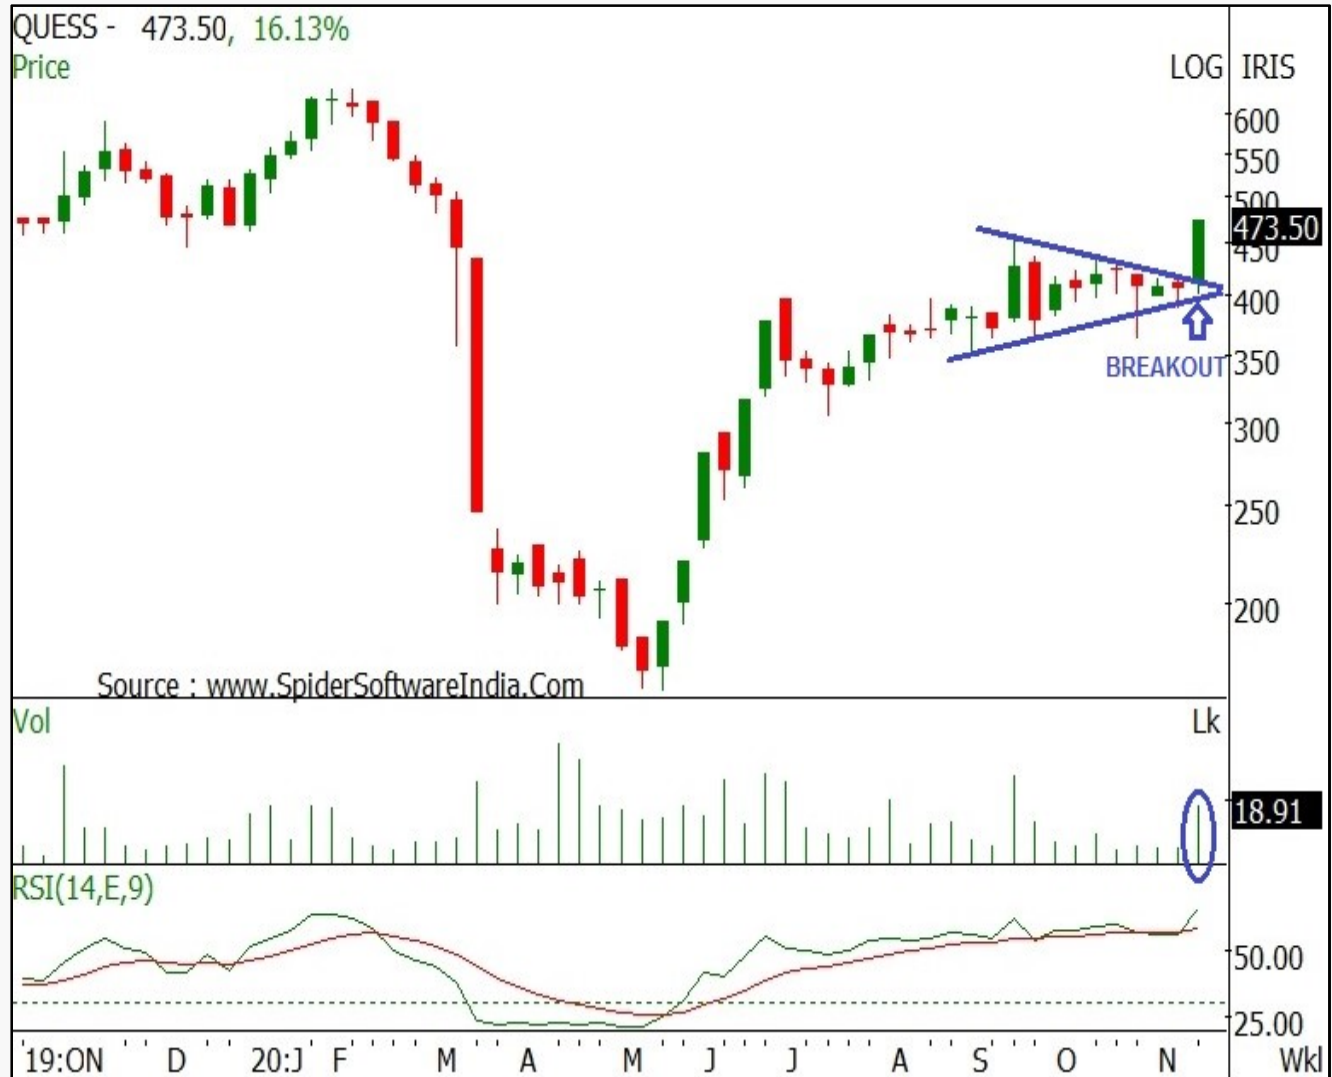 QUESS - 473.50, 16.13%
Price
LOG IRIS
600
550
500
473.50
450
400
350
BREAKOUT
300
250
200
Source : www.SpiderSoftwareIndia.Com
Vol
Lk
18.91
RSI(14,E,9)
50.00
25.00
19:ON D 20:J F M A M J J A S O N Wkl